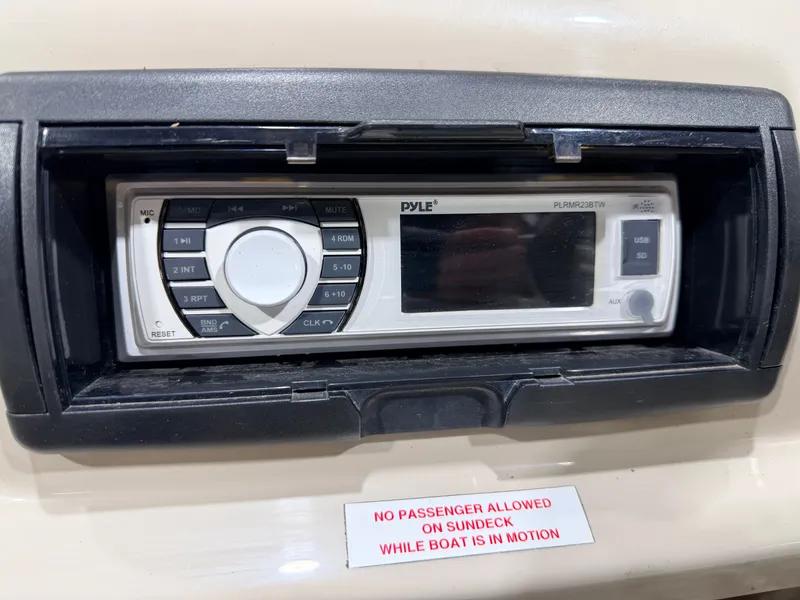 MIC
MD
MUTE
PYLE®
PLRMR23BTW
1
4 RDM
USB
2 INT
5 -10
SD
3 RPT
6 +10
AUX
RESET
BND
AMS
CLK
NO PASSENGER ALLOWED
ON SUNDECK
WHILE BOAT IS IN MOTION